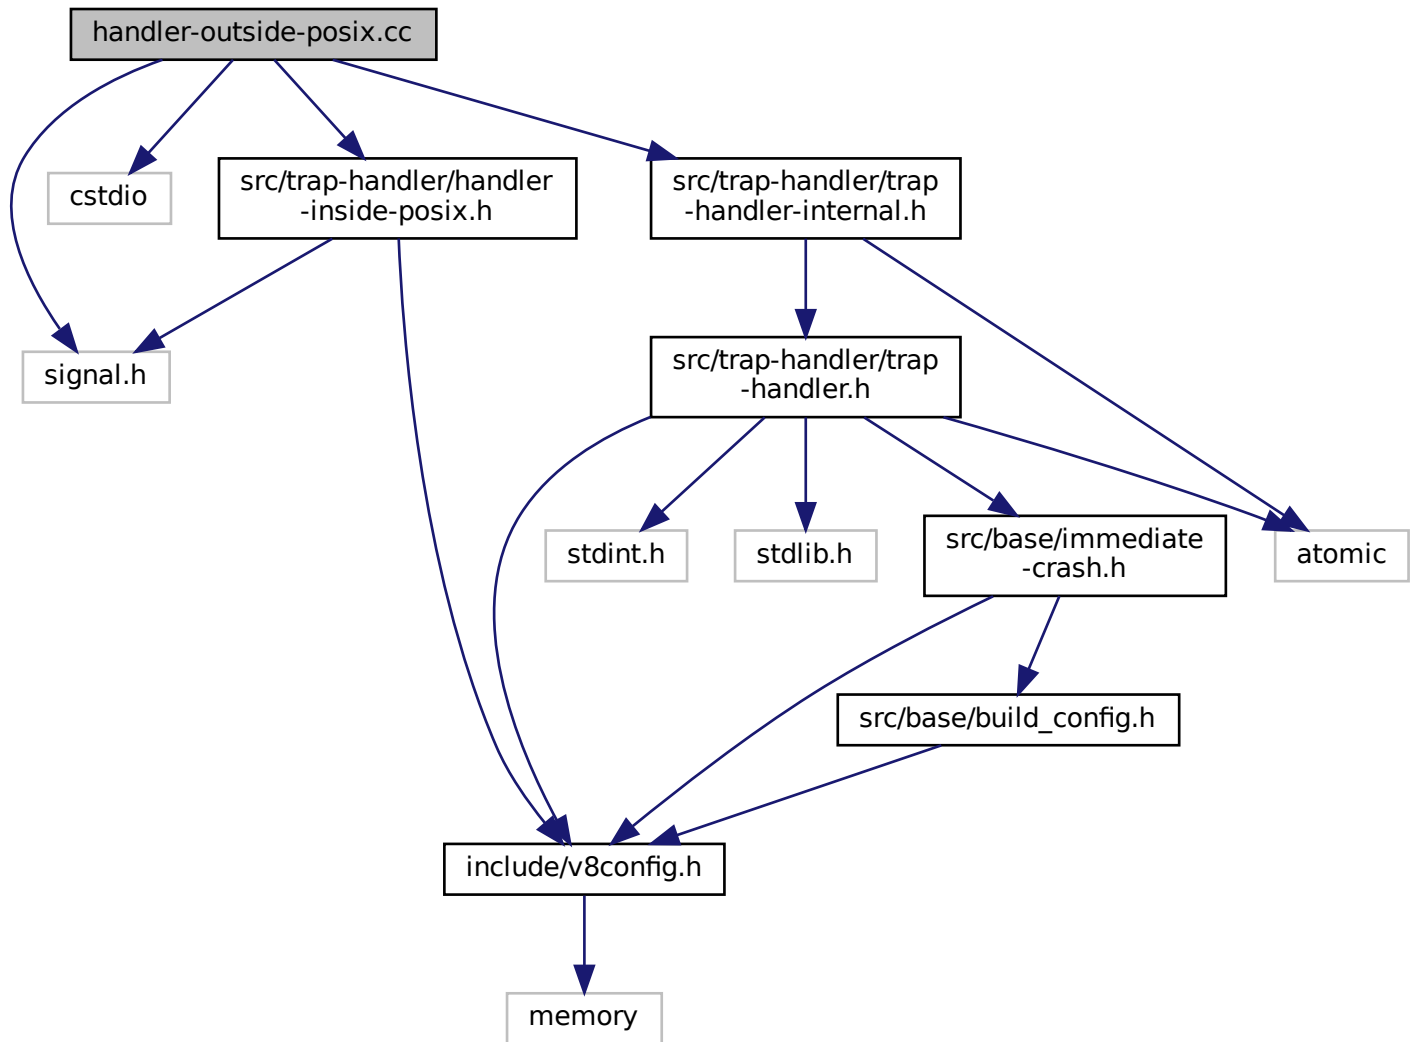 handler-outside-posix.cc
cstdio
src/trap-handler/handler
-inside-posix.h
src/trap-handler/trap
-handler-internal.h
signal.h
src/trap-handler/trap
-handler.h
stdint.h
stdlib.h
src/base/immediate
-crash.h
atomic
src/base/build_config.h
include/v8config.h
memory